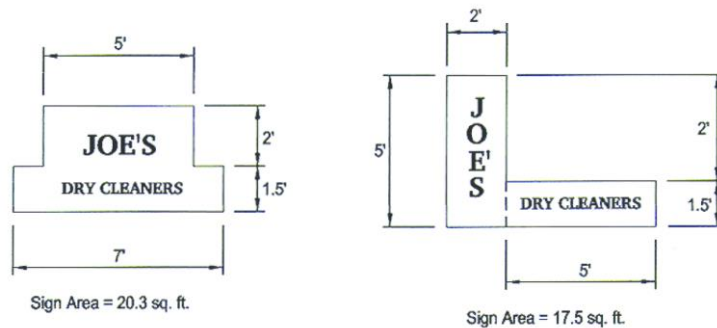 5'
JOE'S
DRY CLEANERS
2'
1.5'
7'
Sign Area = 20.3 sq. ft.
2'
5'
JOE'S
DRY CLEANERS
2'
1.5'
5'
Sign Area = 17.5 sq. ft.